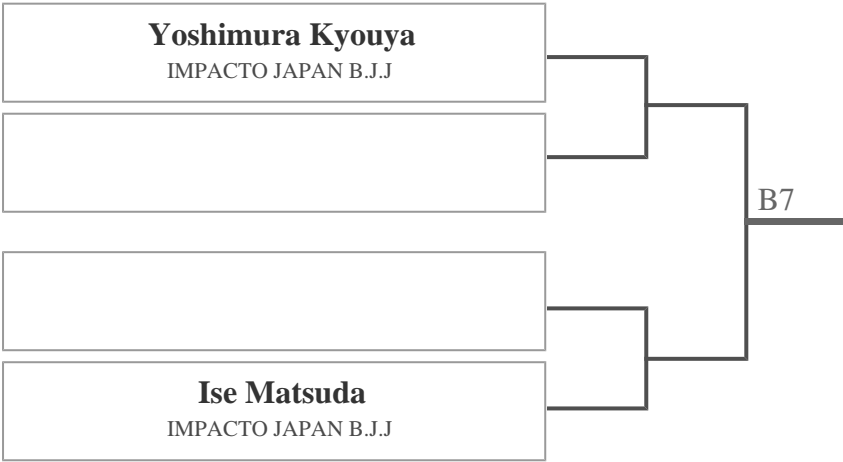 Yoshimura Kyouya
IMPACTO JAPAN B.J.J
B7
Ise Matsuda
IMPACTO JAPAN B.J.J